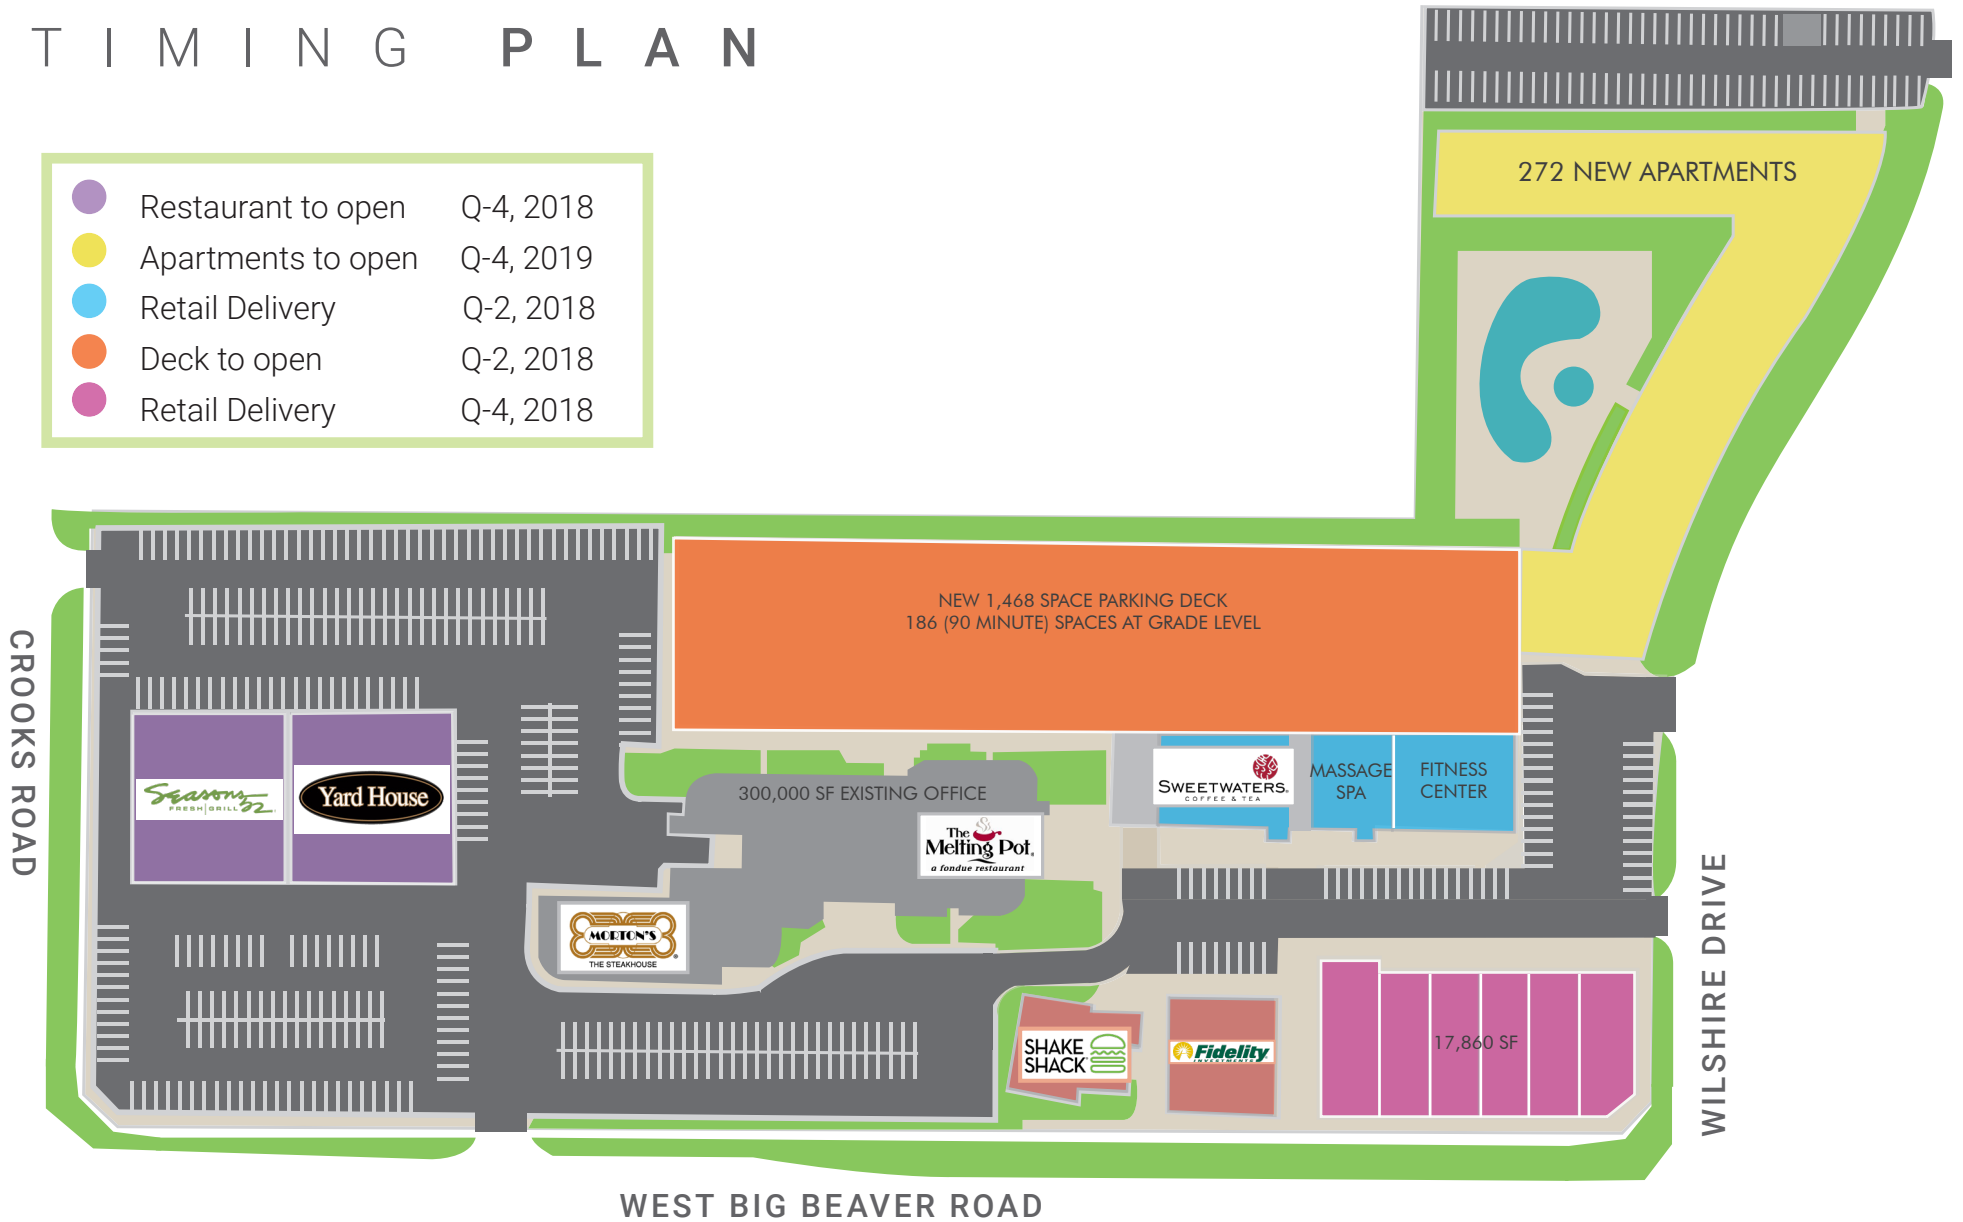 TIMING PLAN
Restaurant to open Q-4, 2018
Apartments to open Q-4, 2019
Retail Delivery Q-2, 2018
Deck to open Q-2, 2018
Retail Delivery Q-4, 2018
272 NEW APARTMENTS
NEW 1,468 SPACE PARKING DECK
186 (90 MINUTE) SPACES AT GRADE LEVEL
CROOKS ROAD
Seasons 52
FRESH | GRILL
Yard House
300,000 SF EXISTING OFFICE
The
Melting Pot
a fondue restaurant
SWEETWATERS
COFFEE & TEA
MASSAGE
SPA
FITNESS
CENTER
MORTON'S
THE STEAKHOUSE
SHAKE
SHACK
Fidelity
INVESTMENTS
17,860 SF
WILSHIRE DRIVE
WEST BIG BEAVER ROAD